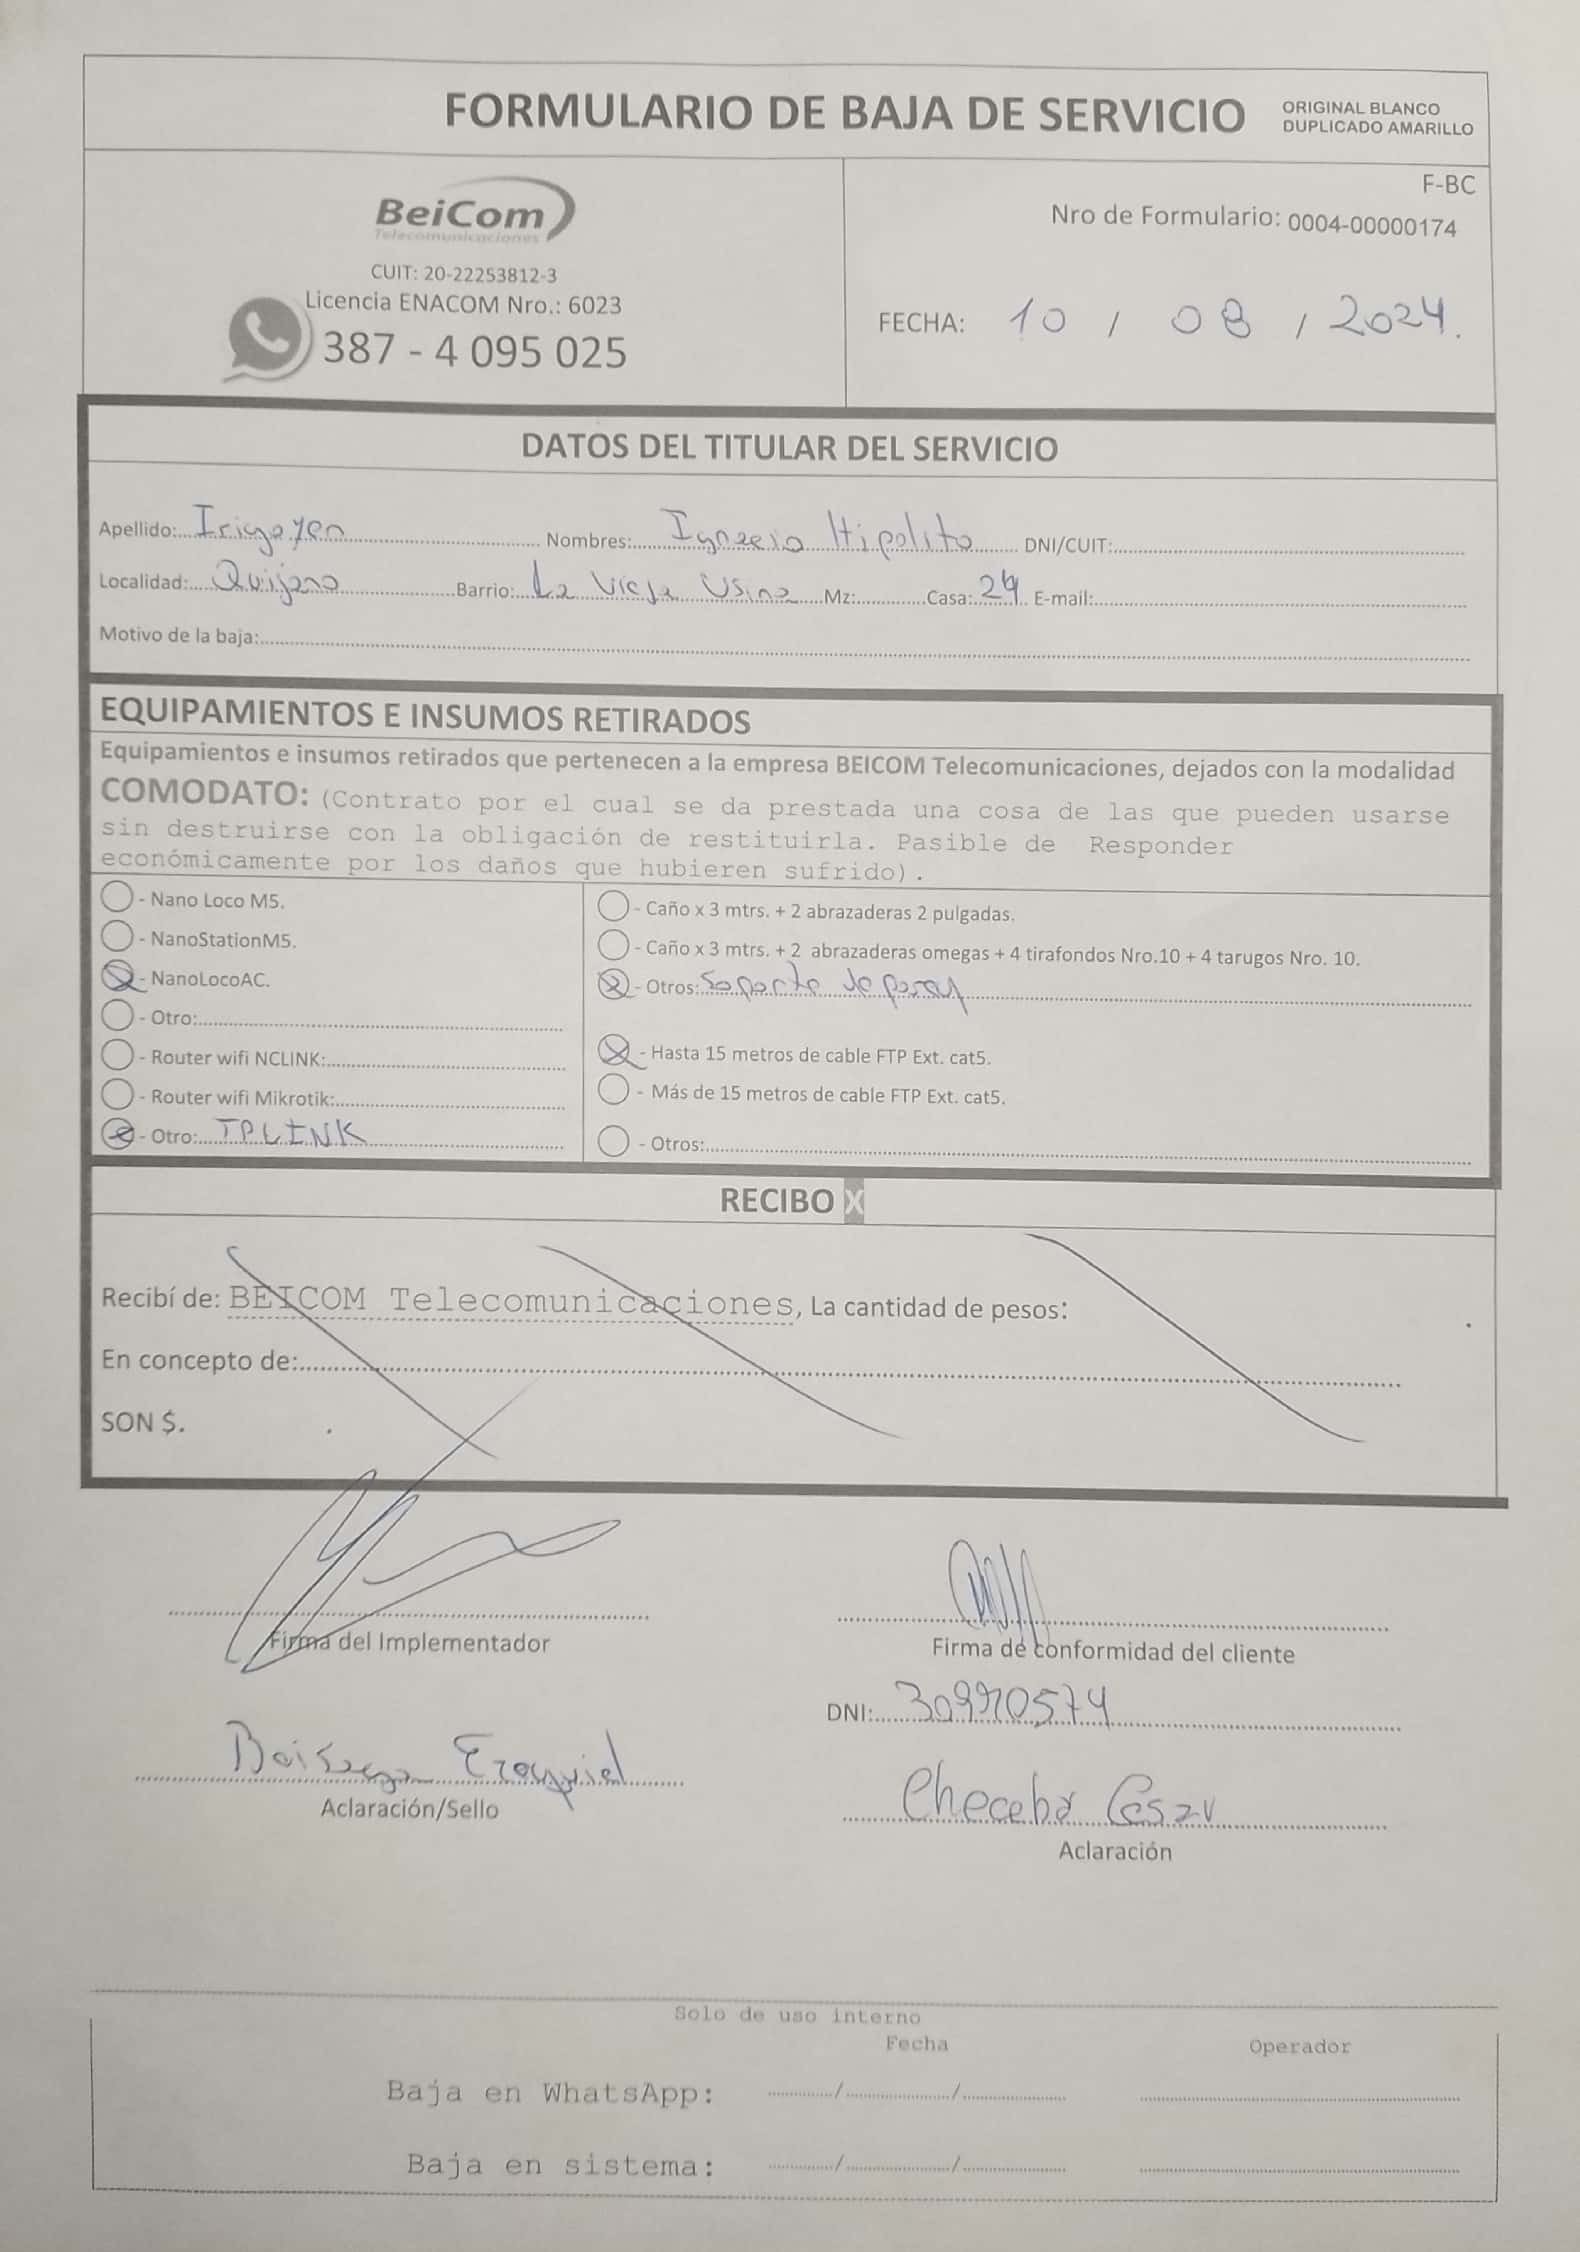 FORMULARIO DE BAJA DE SERVICIO
ORIGINAL BLANCO
DUPLICADO AMARILLO
BeiCom
Telecomunicaciones
CUIT: 20-22253812-3
Licencia ENACOM Nro.: 6023
387 - 4 095 025
F-BC
Nro de Formulario: 0004-00000174
FECHA: 10 / 08 / 2024.
DATOS DEL TITULAR DEL SERVICIO
Apellido: Irigoyen Nombres: Ignacio Hipolito DNI/CUIT:
Localidad: Quijano Barrio: La Vieja Usina Mz: Casa: 24 E-mail:
Motivo de la baja:
EQUIPAMIENTOS E INSUMOS RETIRADOS
Equipamientos e insumos retirados que pertenecen a la empresa BEICOM Telecomunicaciones, dejados con la modalidad
COMODATO: (Contrato por el cual se da prestada una cosa de las que pueden usarse
sin destruirse con la obligación de restituirla. Pasible de Responder
económicamente por los daños que hubieren sufrido).
- Nano Loco M5.
- NanoStationM5.
- NanoLocoAC.
- Otro:
- Router wifi NCLINK:
- Router wifi Mikrotik:
- Otro: TPLINK
- Caño x 3 mtrs. + 2 abrazaderas 2 pulgadas.
- Caño x 3 mtrs. + 2 abrazaderas omegas + 4 tirafondos Nro.10 + 4 tarugos Nro. 10.
- Otros: Soporte de
- Hasta 15 metros de cable FTP Ext. cat5.
- Más de 15 metros de cable FTP Ext. cat5.
- Otros:
RECIBO X
Recibí de: BEICOM Telecomunicaciones, La cantidad de pesos:
En concepto de:
SON $.
Firma del Implementador
Firma de conformidad del cliente
DNI: 30990574
Ezequiel
Aclaración/Sello
Checeba Cesar
Aclaración
Solo de uso interno
Fecha
Operador
Baja en WhatsApp: / /
Baja en sistema: / /